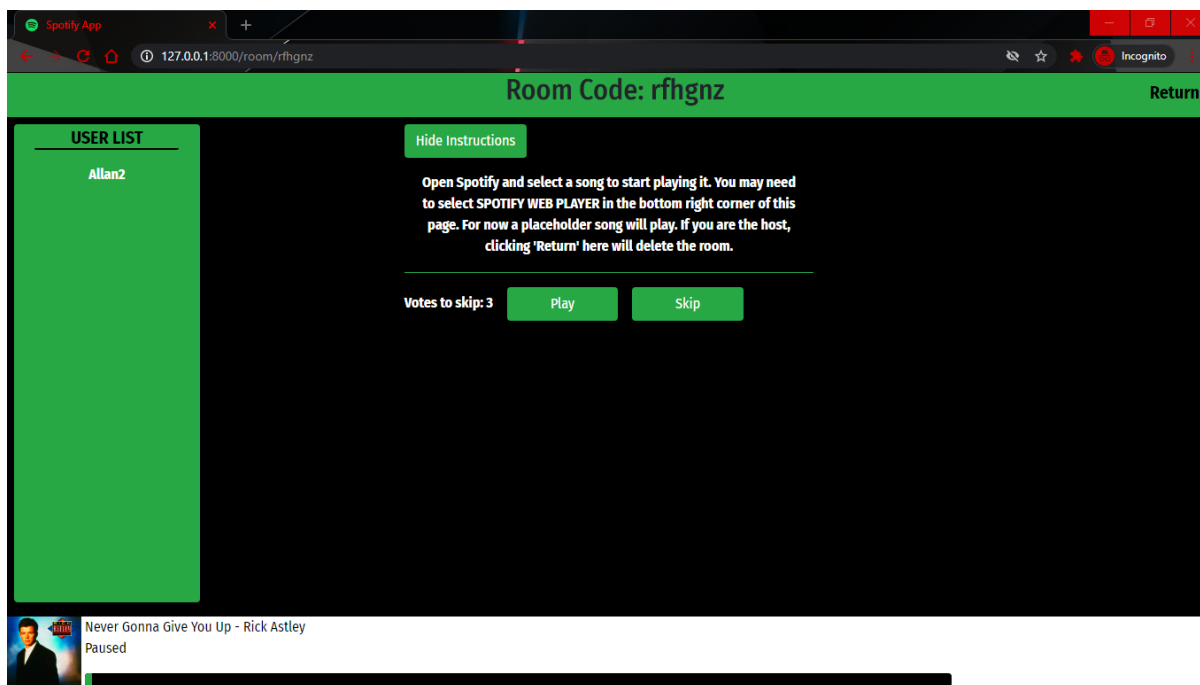 Spotify App
127.0.0.1:8000/room/rfhgnz
Incognito
Room Code: rfhgnz
Return
USER LIST
Allan2
Hide Instructions
Open Spotify and select a song to start playing it. You may need
to select SPOTIFY WEB PLAYER in the bottom right corner of this
page. For now a placeholder song will play. If you are the host,
clicking 'Return' here will delete the room.
Votes to skip: 3
Play
Skip
Never Gonna Give You Up - Rick Astley
Paused